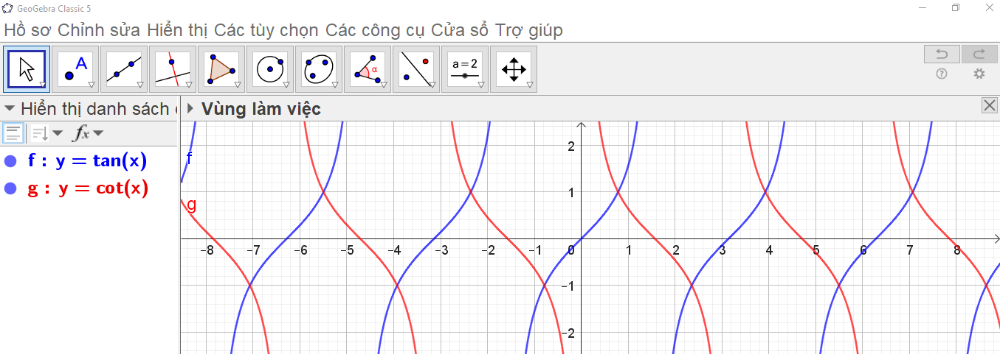 GeoGebra Classic 5
Hồ sơ Chỉnh sửa Hiển thị Các tùy chọn Các công cụ Cửa sổ Trợ giúp
A
α
a=2
Hiển thị danh sách
Vùng làm việc
fx
f : y = tan(x)
g : y = cot(x)
f
g
2
1
−8 −7 −6 −5 −4 −3 −2 −1 0 1 2 3 4 5 6 7 8
−1
−2